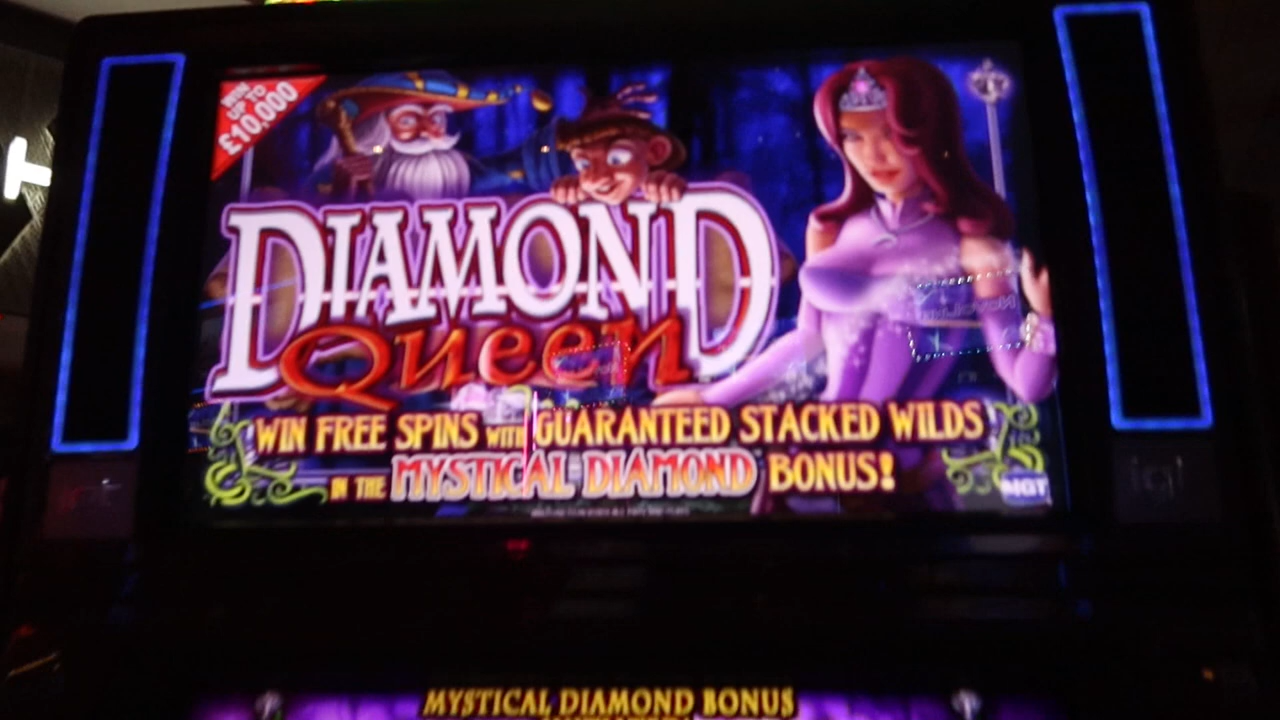 WIN
UP TO
£10,000
DIAMOND
Queen
WIN FREE SPINS WITH GUARANTEED STACKED WILDS
IN THE MYSTICAL DIAMOND BONUS!
IGT
MYSTICAL DIAMOND BONUS